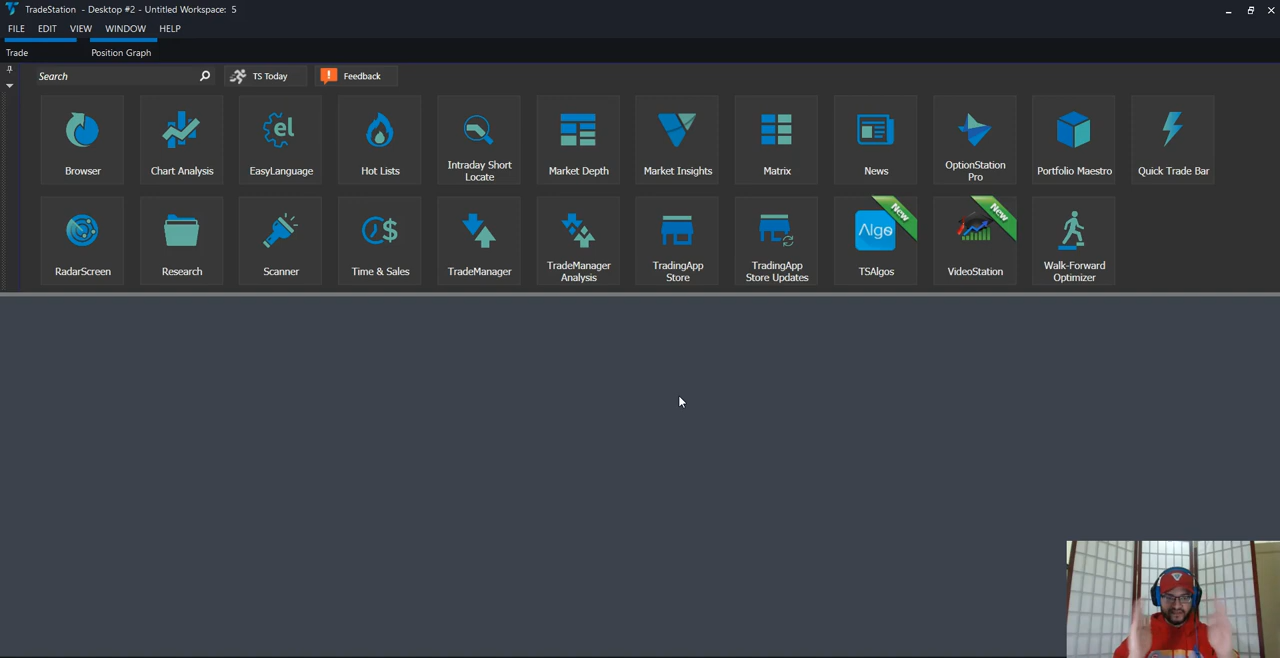 TradeStation - Desktop #2 - Untitled Workspace: 5
FILE EDIT VIEW WINDOW HELP
Trade Position Graph
Search TS Today Feedback
Browser
Chart Analysis
el
EasyLanguage
Hot Lists
Intraday Short
Locate
Market Depth
Market Insights
Matrix
News
OptionStation
Pro
Portfolio Maestro
Quick Trade Bar
RadarScreen
Research
Scanner
Time & Sales
TradeManager
TradeManager
Analysis
TradingApp
Store
TradingApp
Store Updates
New
Algo
TSAlgos
New
VideoStation
Walk-Forward
Optimizer